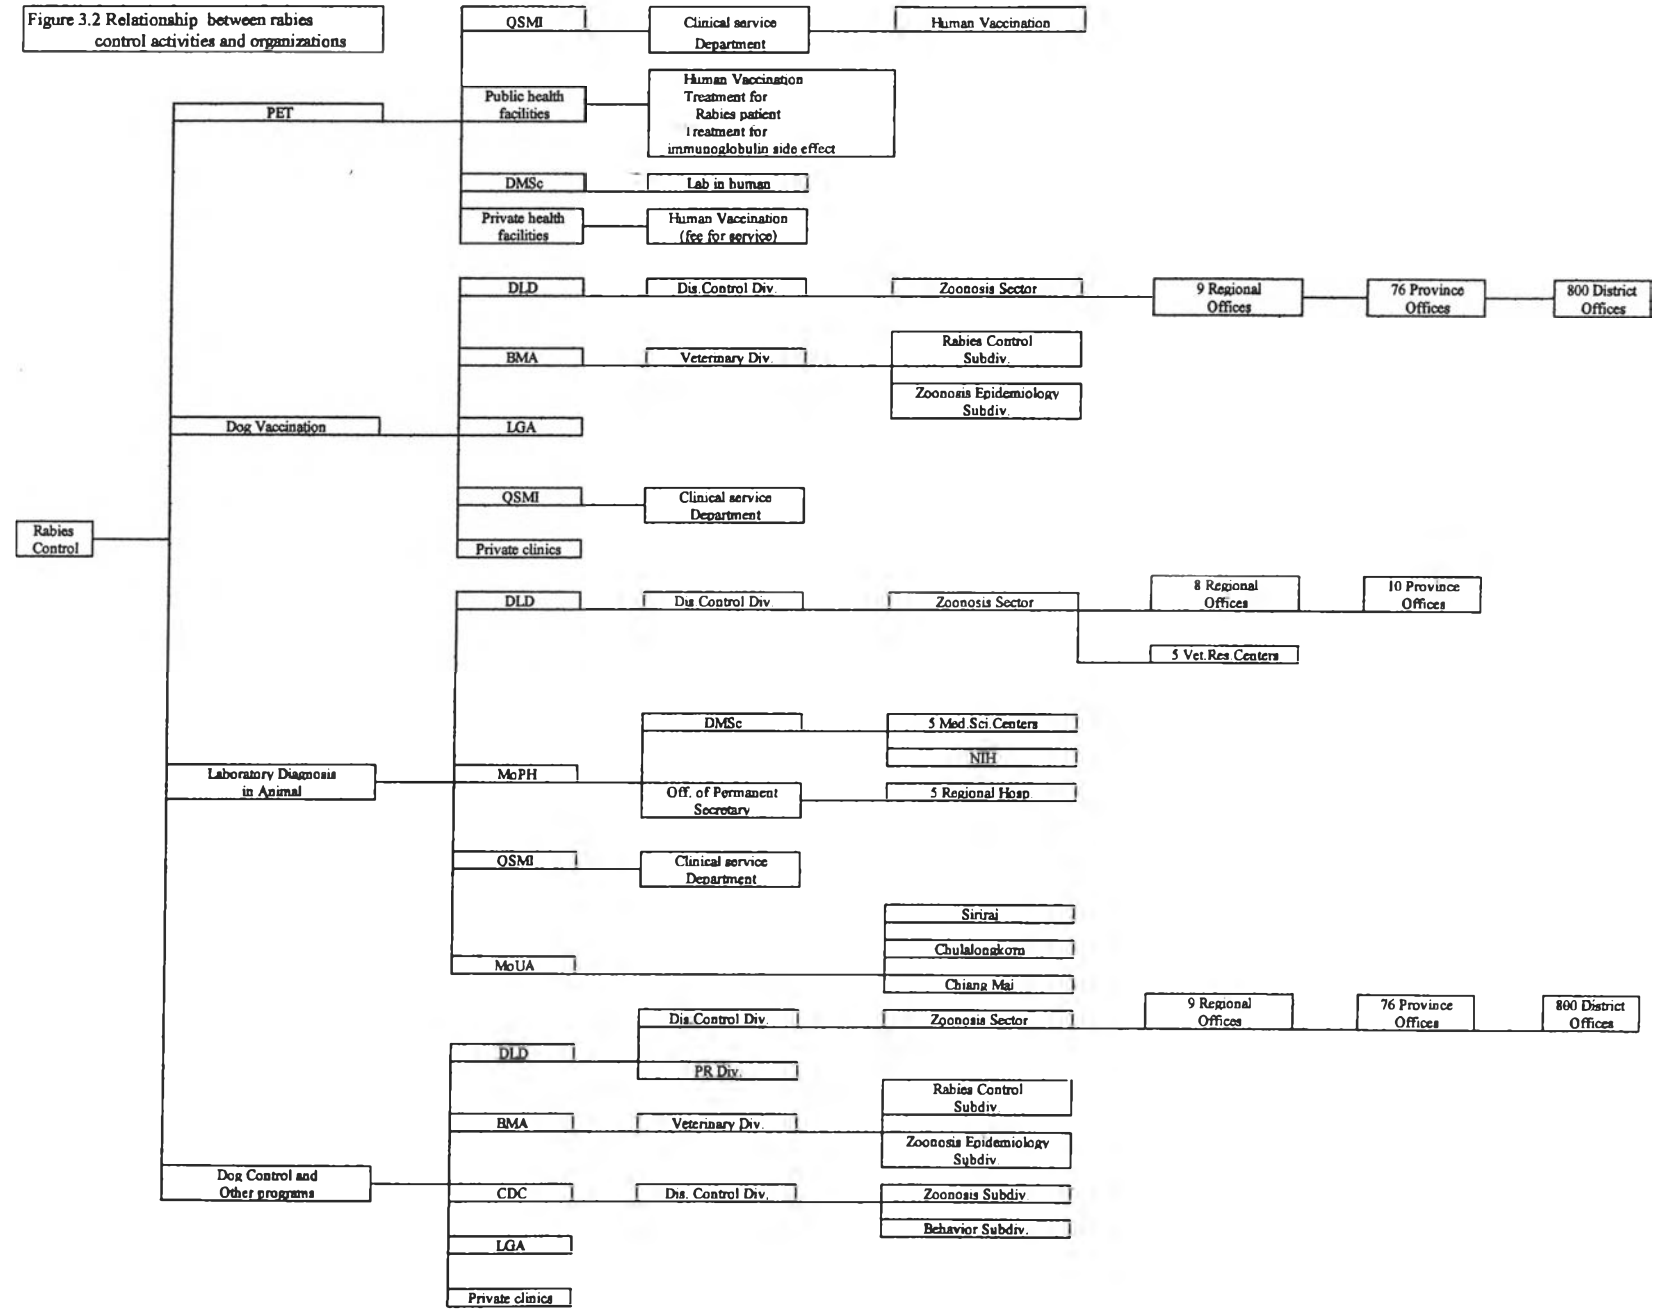 Figure 3.2 Relationship between rabies
control activities and organizations
QSMI
Clinical service
Department
Human Vaccination
PET
Public health
facilities
Human Vaccination
Treatment for
Rabies patient
Treatment for
immunoglobulin side effect
DMSc
Lab in human
Private health
facilities
Human Vaccination
(fee for service)
DLD
Dis.Control Div.
Zoonosis Sector
9 Regional
Offices
76 Province
Offices
800 District
Offices
BMA
Veterinary Div.
Rabies Control
Subdiv.
Zoonosis Epidemiology
Subdiv.
Dog Vaccination
LGA
QSMI
Clinical service
Department
Private clinics
Rabies
Control
DLD
Dis.Control Div.
Zoonosis Sector
8 Regional
Offices
10 Province
Offices
5 Vet.Res.Centers
DMSc
5 Med.Sci.Centers
NIH
Laboratory Diagnosis
in Animal
MoPH
Off. of Permanent
Secretary
5 Regional Hosp.
QSMI
Clinical service
Department
Siriraj
Chulalongkorn
MoUA
Chiang Mai
Dis.Control Div.
Zoonosis Sector
9 Regional
Offices
76 Province
Offices
800 District
Offices
DLD
PR Div.
BMA
Veterinary Div.
Rabies Control
Subdiv.
Zoonosis Epidemiology
Subdiv.
Dog Control and
Other programs
CDC
Dis. Control Div.
Zoonosis Subdiv.
Behavior Subdiv.
LGA
Private clinics